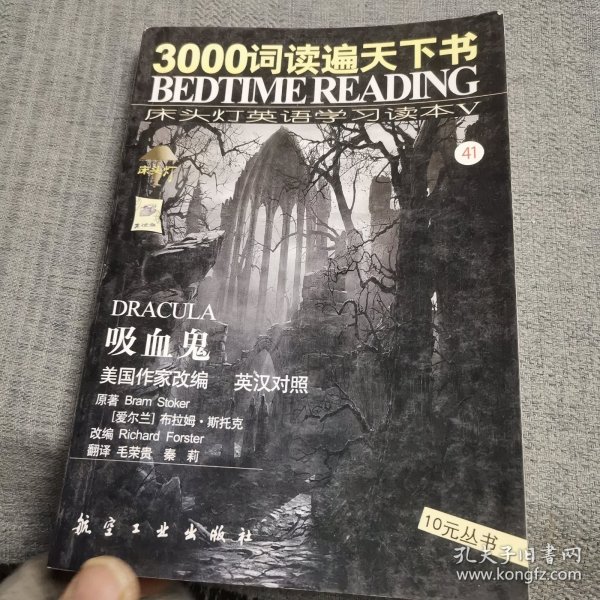 3000词读遍天下书
BEDTIME READING
床头灯英语学习读本V
41
床头灯
DRACULA
吸血鬼
美国作家改编 英汉对照
原著 Bram Stoker
[爱尔兰] 布拉姆·斯托克
改编 Richard Forster
翻译 毛荣贵 秦 莉
航空工业出版社
10元丛书
孔夫子旧书网
www.kongfz.com